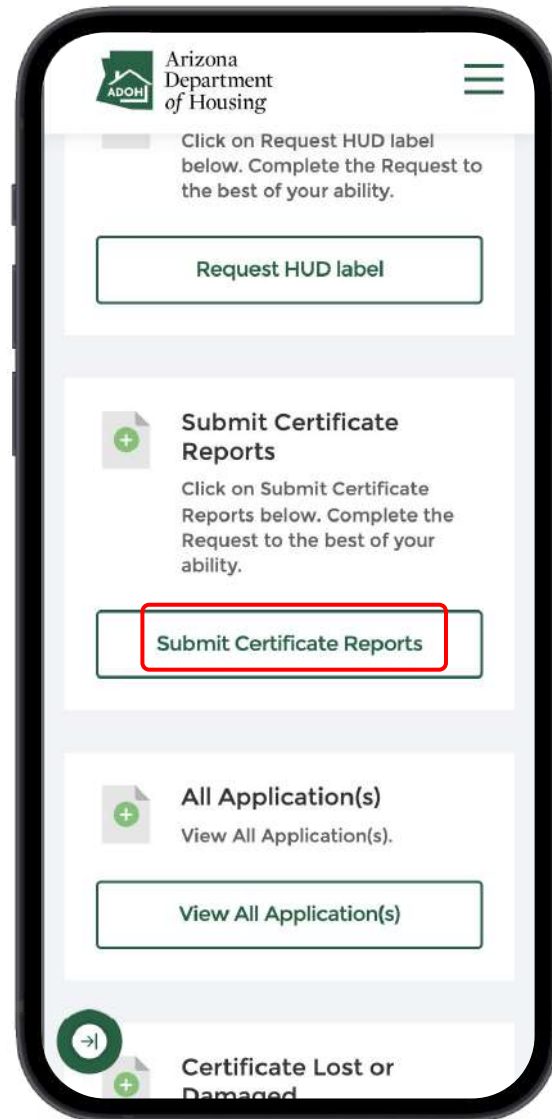 Arizona
Department
of Housing
ADOH
Click on Request HUD label
below. Complete the Request to
the best of your ability.
Request HUD label
Submit Certificate
Reports
Click on Submit Certificate
Reports below. Complete the
Request to the best of your
ability.
Submit Certificate Reports
All Application(s)
View All Application(s).
View All Application(s)
Certificate Lost or
Damaged